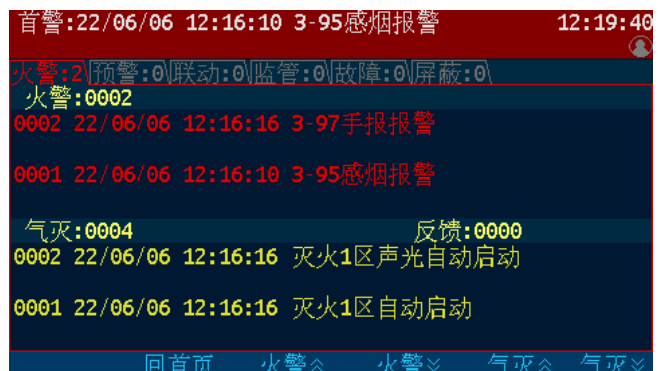 首警:22/06/06 12:16:10 3-95感烟报警 12:19:40
火警:2\预警:0\联动:0\监管:0\故障:0\屏蔽:0\
火警:0002
0002 22/06/06 12:16:16 3-97手报报警
0001 22/06/06 12:16:10 3-95感烟报警
气灭:0004 反馈:0000
0002 22/06/06 12:16:16 灭火1区声光自动启动
0001 22/06/06 12:16:16 灭火1区自动启动
回首页 火警︽ 火警︾ 气灭︽ 气灭︾